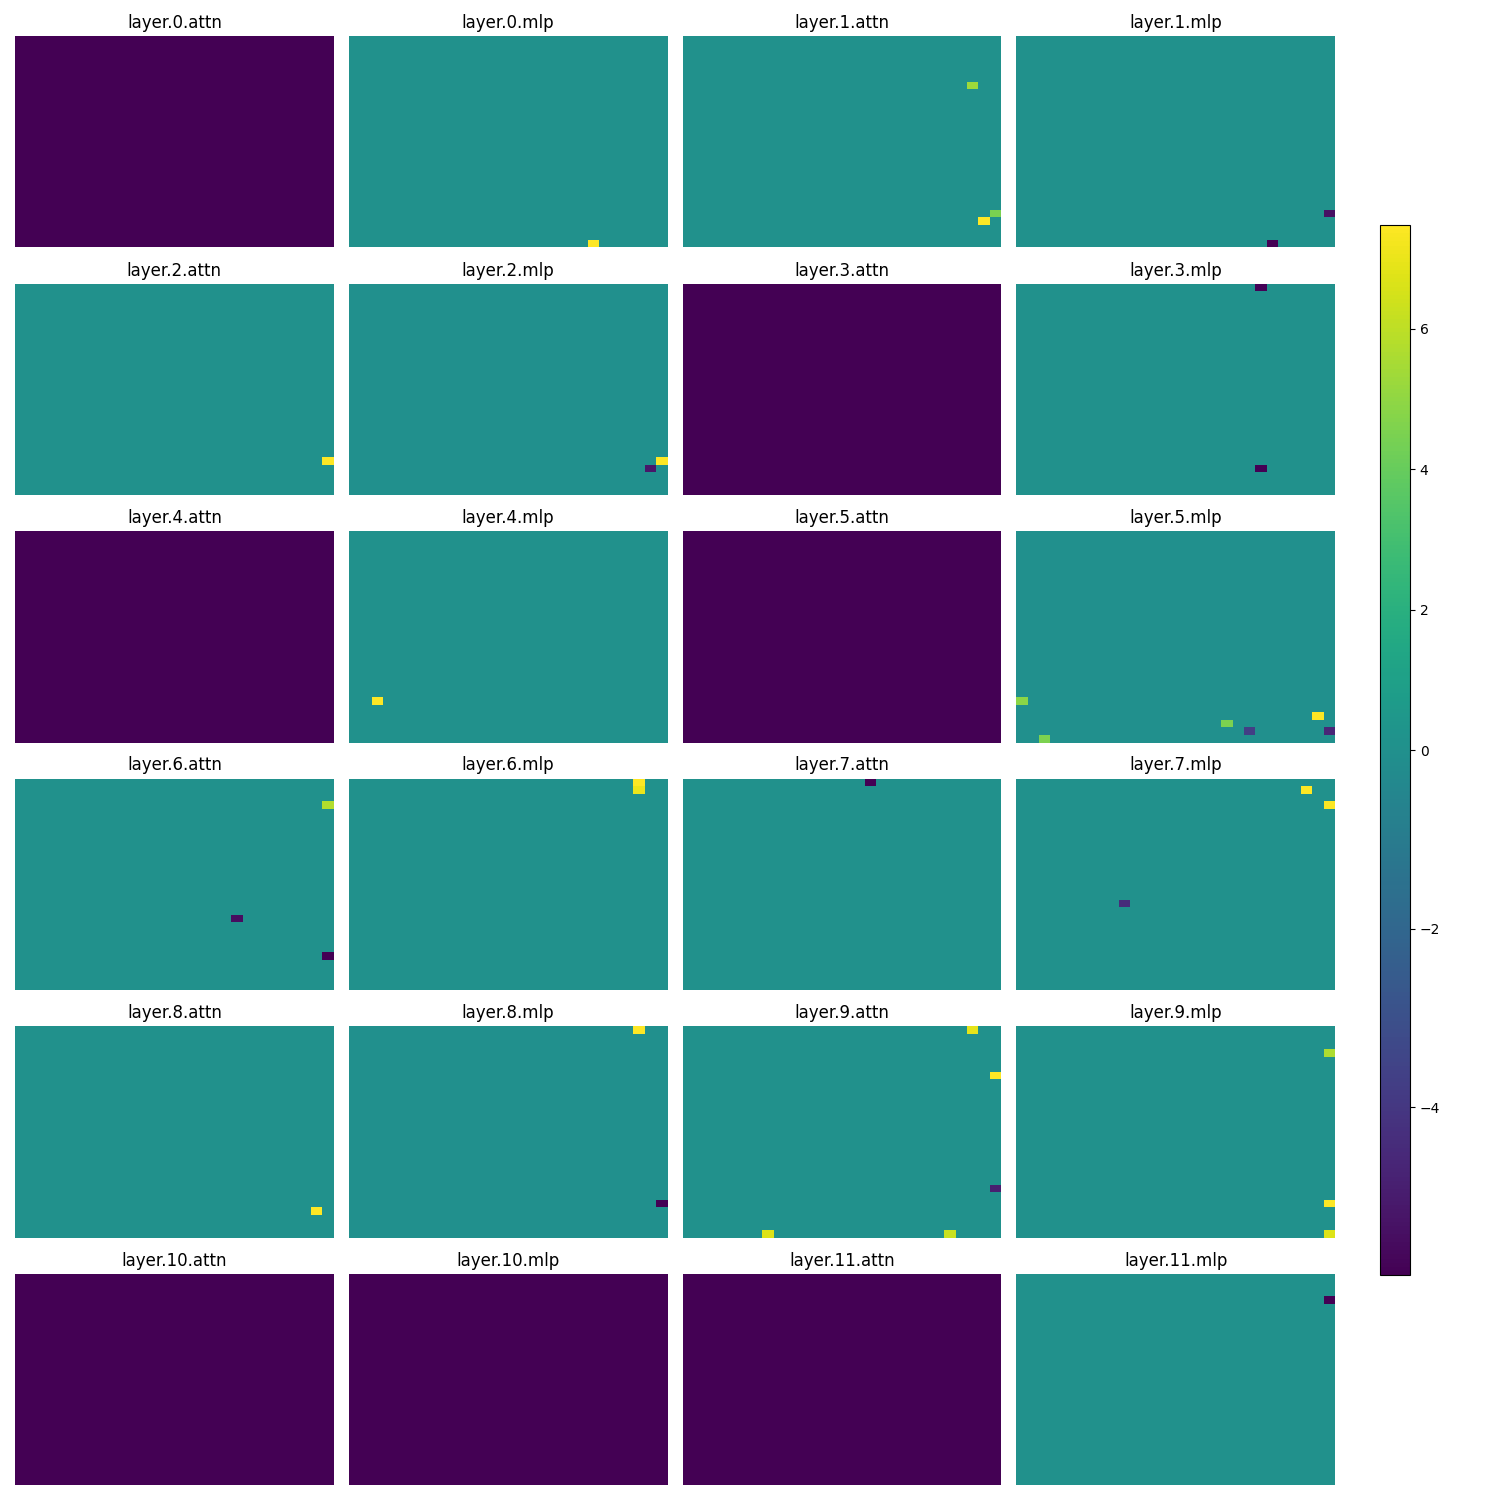 layer.0.attn layer.0.mlp layer.1.attn layer.1.mlp
layer.2.attn layer.2.mlp layer.3.attn layer.3.mlp
layer.4.attn layer.4.mlp layer.5.attn layer.5.mlp
layer.6.attn layer.6.mlp layer.7.attn layer.7.mlp
layer.8.attn layer.8.mlp layer.9.attn layer.9.mlp
layer.10.attn layer.10.mlp layer.11.attn layer.11.mlp
6
4
2
0
−2
−4